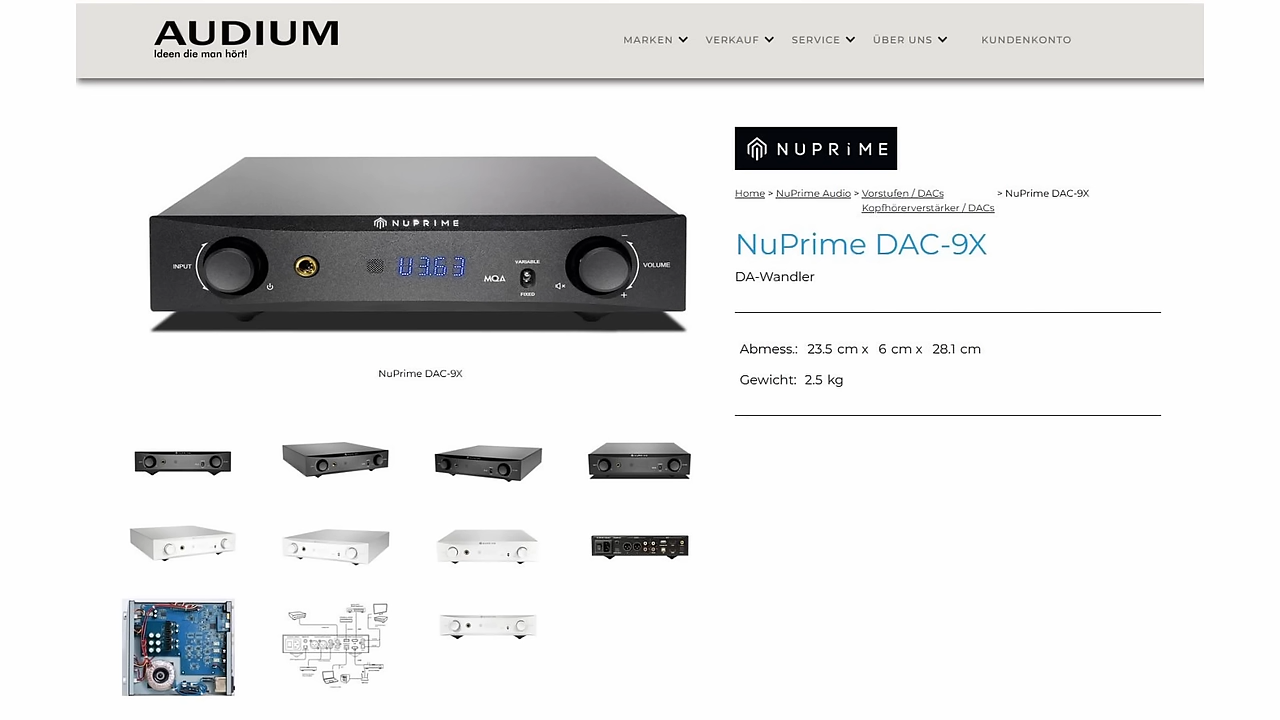 AUDIUM
Ideen die man hört!
MARKEN VERKAUF SERVICE ÜBER UNS KUNDENKONTO
NUPRiME
Home > NuPrime Audio > Vorstufen / DACs > NuPrime DAC-9X
Kopfhörerverstärker / DACs
NuPrime DAC-9X
DA-Wandler
Abmess.: 23.5 cm x 6 cm x 28.1 cm
Gewicht: 2.5 kg
NUPRIME
INPUT
U3.63
MQA
VARIABLE
FIXED
− VOLUME +
NuPrime DAC-9X